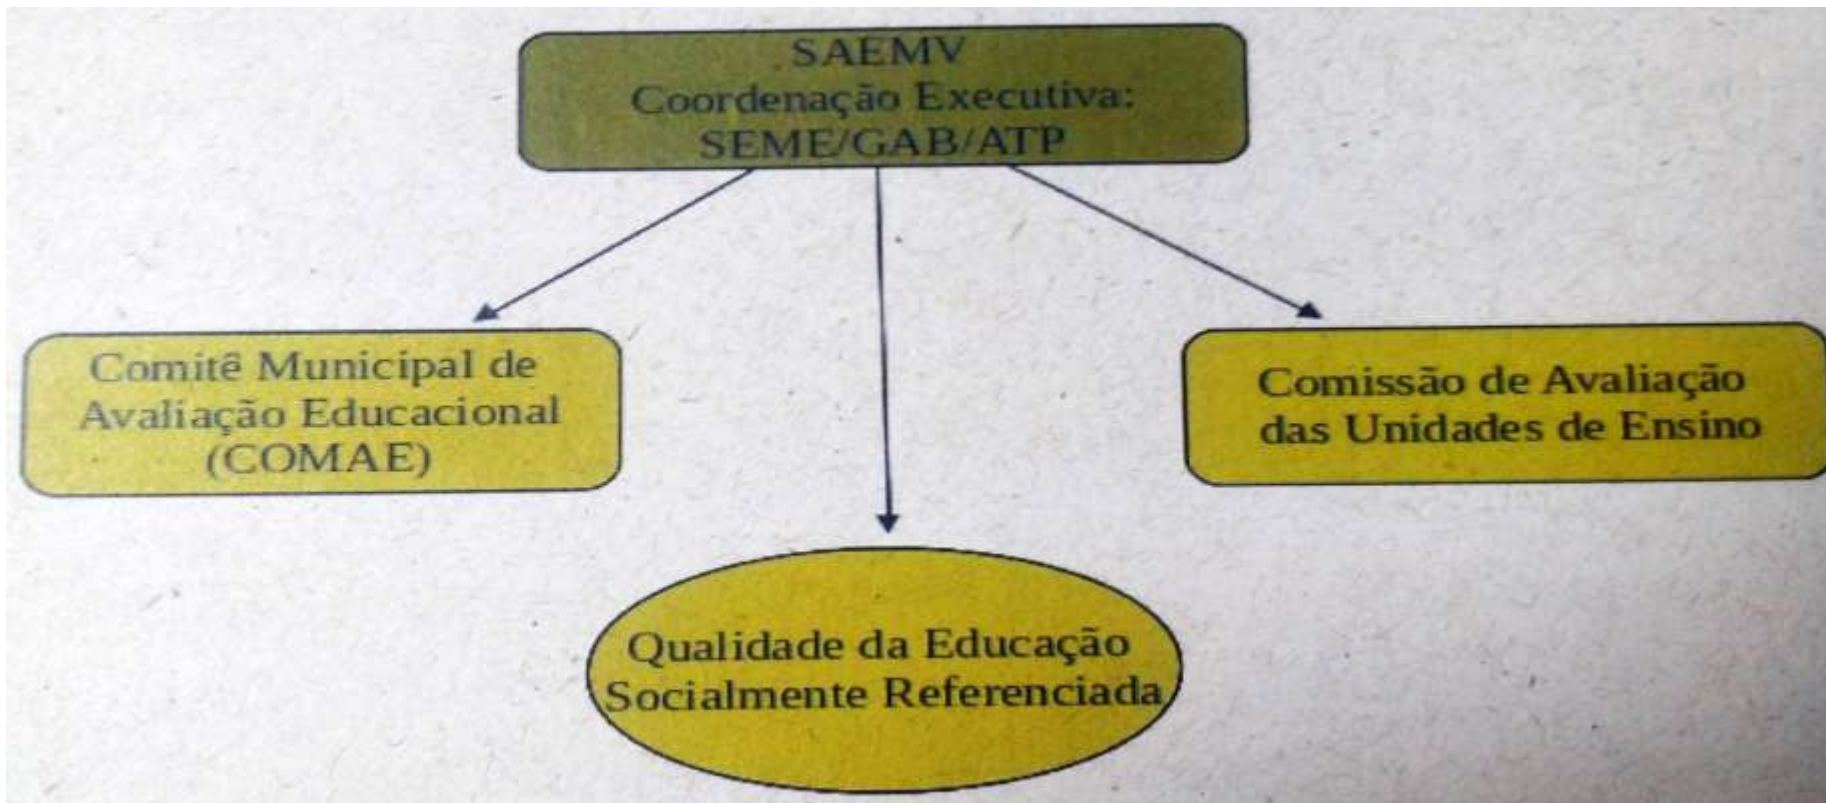 SAEMV
Coordenação Executiva:
SEME/GAB/ATP
Comitê Municipal de
Avaliação Educacional
(COMAE)
Comissão de Avaliação
das Unidades de Ensino
Qualidade da Educação
Socialmente Referenciada